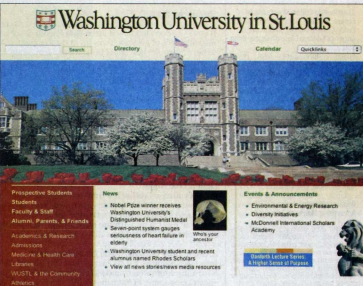 Washington University in St. Louis
Search
Directory
Calendar
Quicklinks
Prospective Students
Students
Faculty & Staff
Alumni, Parents, & Friends
Academics & Research
Admissions
Medicine & Health Care
Libraries
WUSTL & the Community
Athletics
News
Nobel Prize winner receives
Washington University's
Distinguished Humanist Medal
Seven-point system gauges
seriousness of heart failure in
elderly
Washington University student and recent
alumnus named Rhodes Scholars
View all news stories/news media resources
Who's your
ancestor
Events & Announcements
Environmental & Energy Research
Diversity Initiatives
McDonnell International Scholars
Academy
Danforth Lecture Series:
A Higher Sense of Purpose